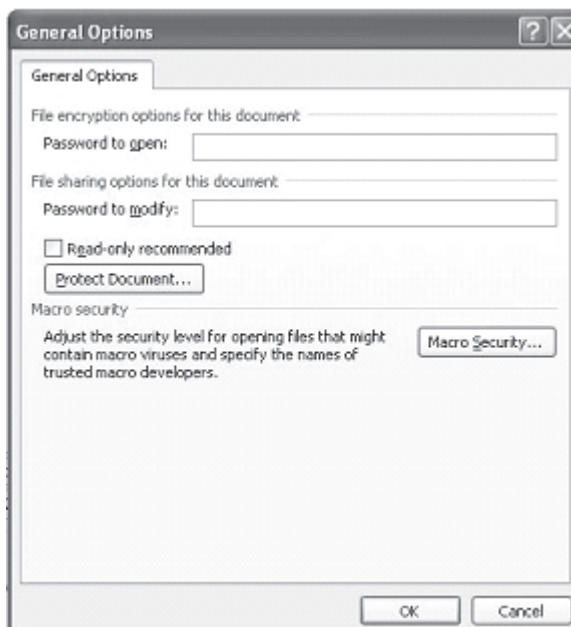 General Options
General Options
File encryption options for this document
Password to open:
File sharing options for this document
Password to modify:
Read-only recommended
Protect Document...
Macro security
Adjust the security level for opening files that might
contain macro viruses and specify the names of
trusted macro developers.
Macro Security...
OK
Cancel